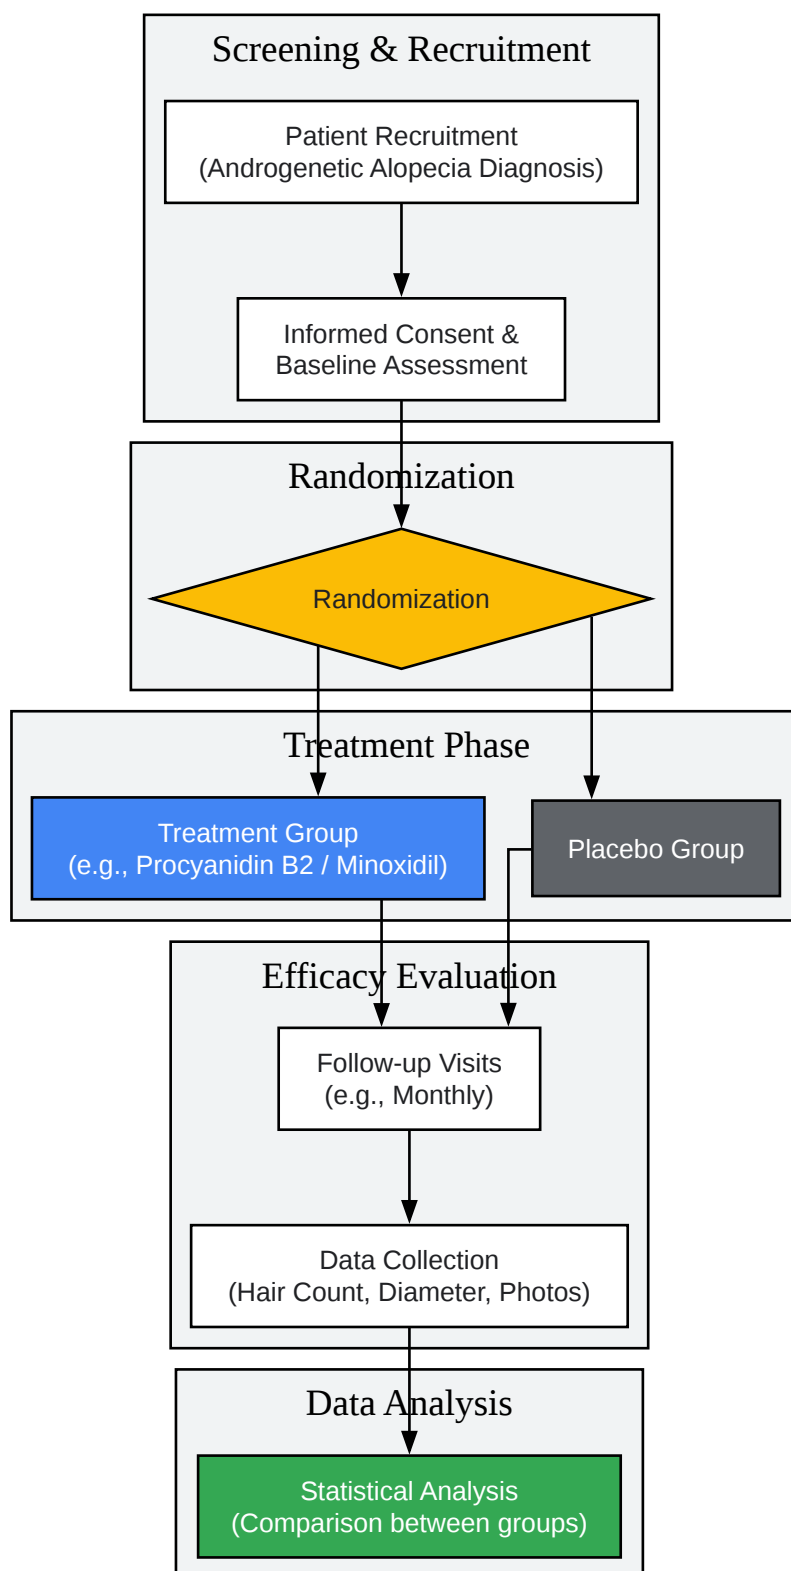 Screening & Recruitment
Patient Recruitment
(Androgenetic Alopecia Diagnosis)
Informed Consent &
Baseline Assessment
Randomization
Randomization
Treatment Phase
Treatment Group
(e.g., Procyanidin B2 / Minoxidil)
Placebo Group
Efficacy Evaluation
Follow-up Visits
(e.g., Monthly)
Data Collection
(Hair Count, Diameter, Photos)
Data Analysis
Statistical Analysis
(Comparison between groups)